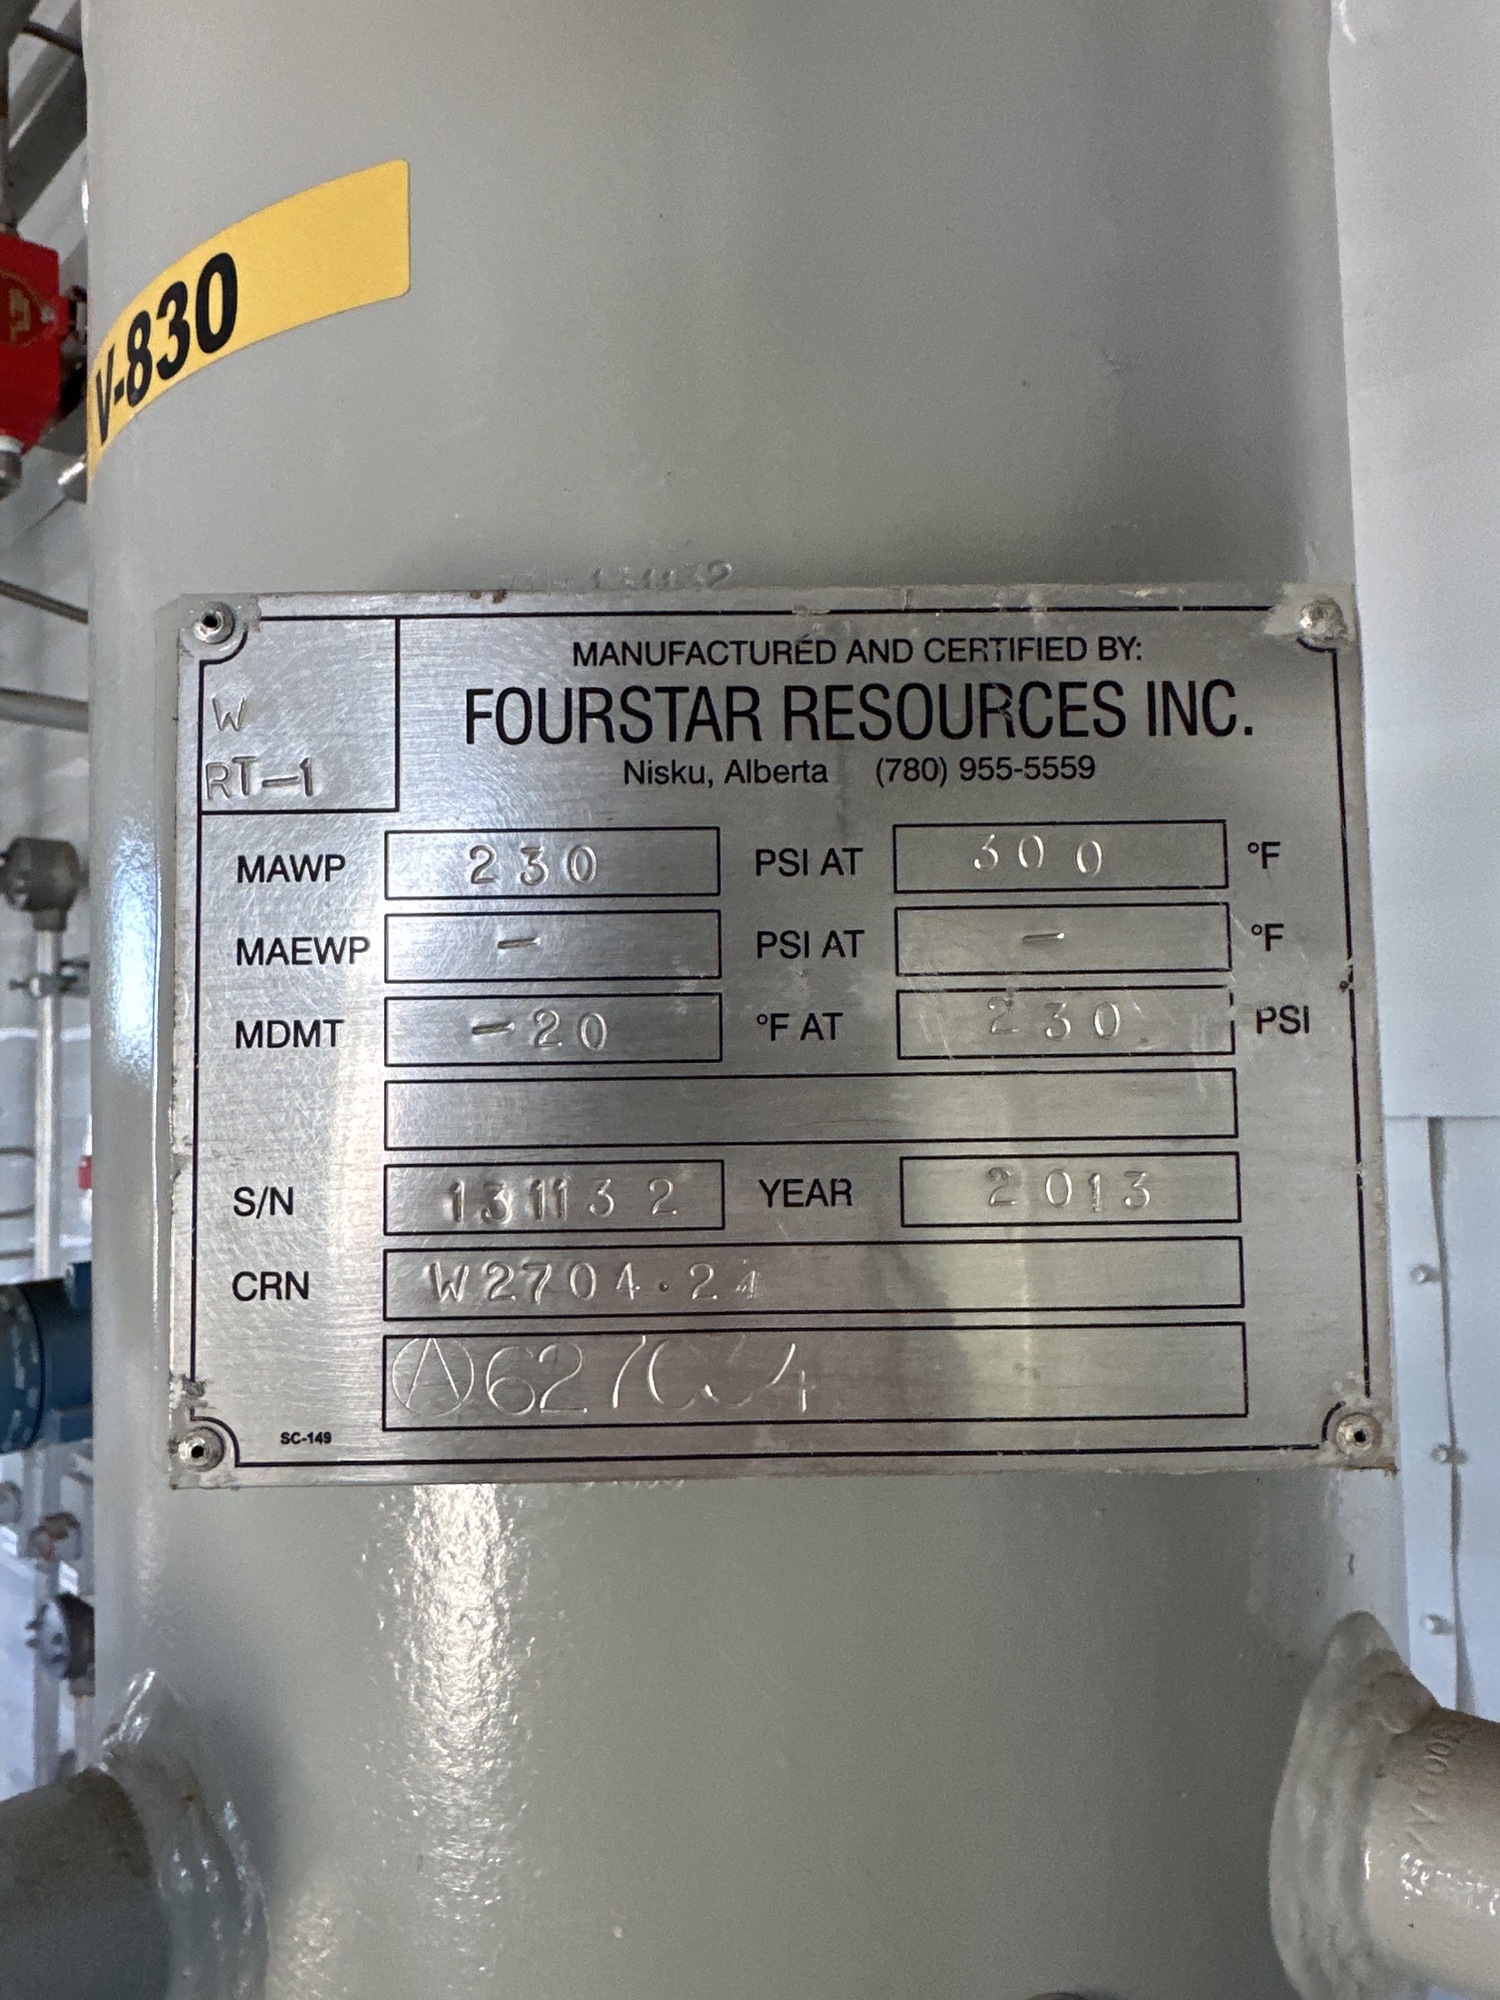 V-830
131132
MANUFACTURED AND CERTIFIED BY:
FOURSTAR RESOURCES INC.
Nisku, Alberta (780) 955-5559
W
RT-1
MAWP 230 PSI AT 300 °F
MAEWP - PSI AT - °F
MDMT -20 °F AT 230 PSI
S/N 131132 YEAR 2013
CRN W2704.24
SC-149